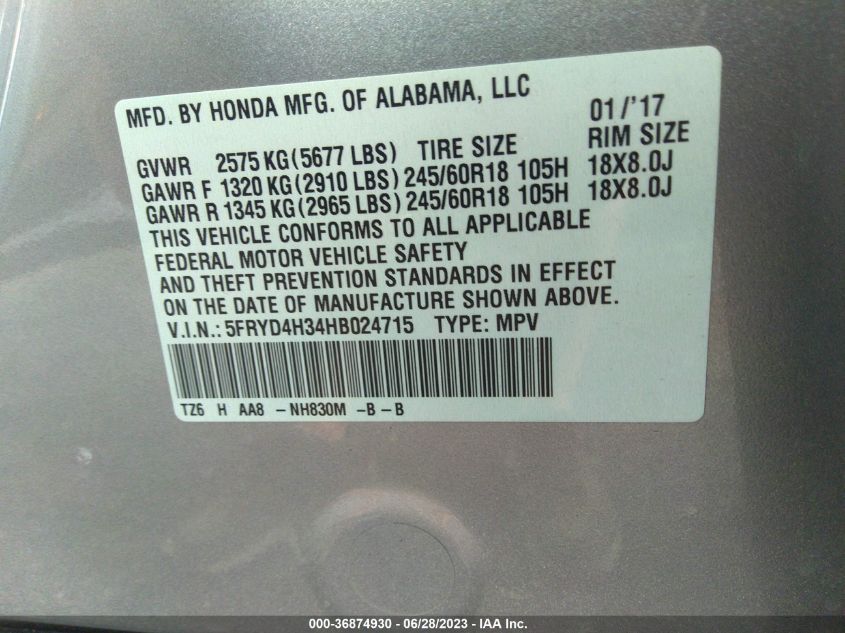 MFD. BY HONDA MFG. OF ALABAMA, LLC 01/'17
GVWR 2575 KG(5677 LBS) TIRE SIZE RIM SIZE
GAWR F 1320 KG(2910 LBS) 245/60R18 105H 18X8.0J
GAWR R 1345 KG(2965 LBS) 245/60R18 105H 18X8.0J
THIS VEHICLE CONFORMS TO ALL APPLICABLE
FEDERAL MOTOR VEHICLE SAFETY
AND THEFT PREVENTION STANDARDS IN EFFECT
ON THE DATE OF MANUFACTURE SHOWN ABOVE.
V.I.N.: 5FRYD4H34HB024715 TYPE: MPV
TZ6 H AA8 -NH830M -B-B
000-36874930 - 06/28/2023 - IAA Inc.